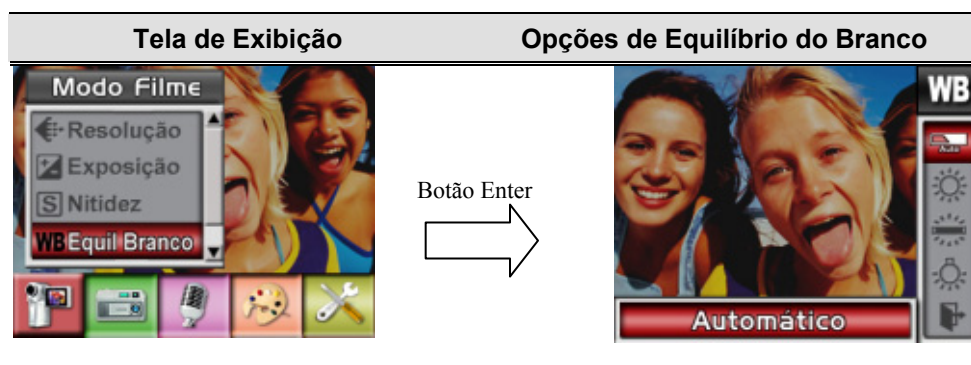 Tela de Exibição
Opções de Equilíbrio do Branco
Modo Filme
Resolução
Exposição
S Nitidez
WB Equil Branco
Botão Enter
WB
Auto
Automático